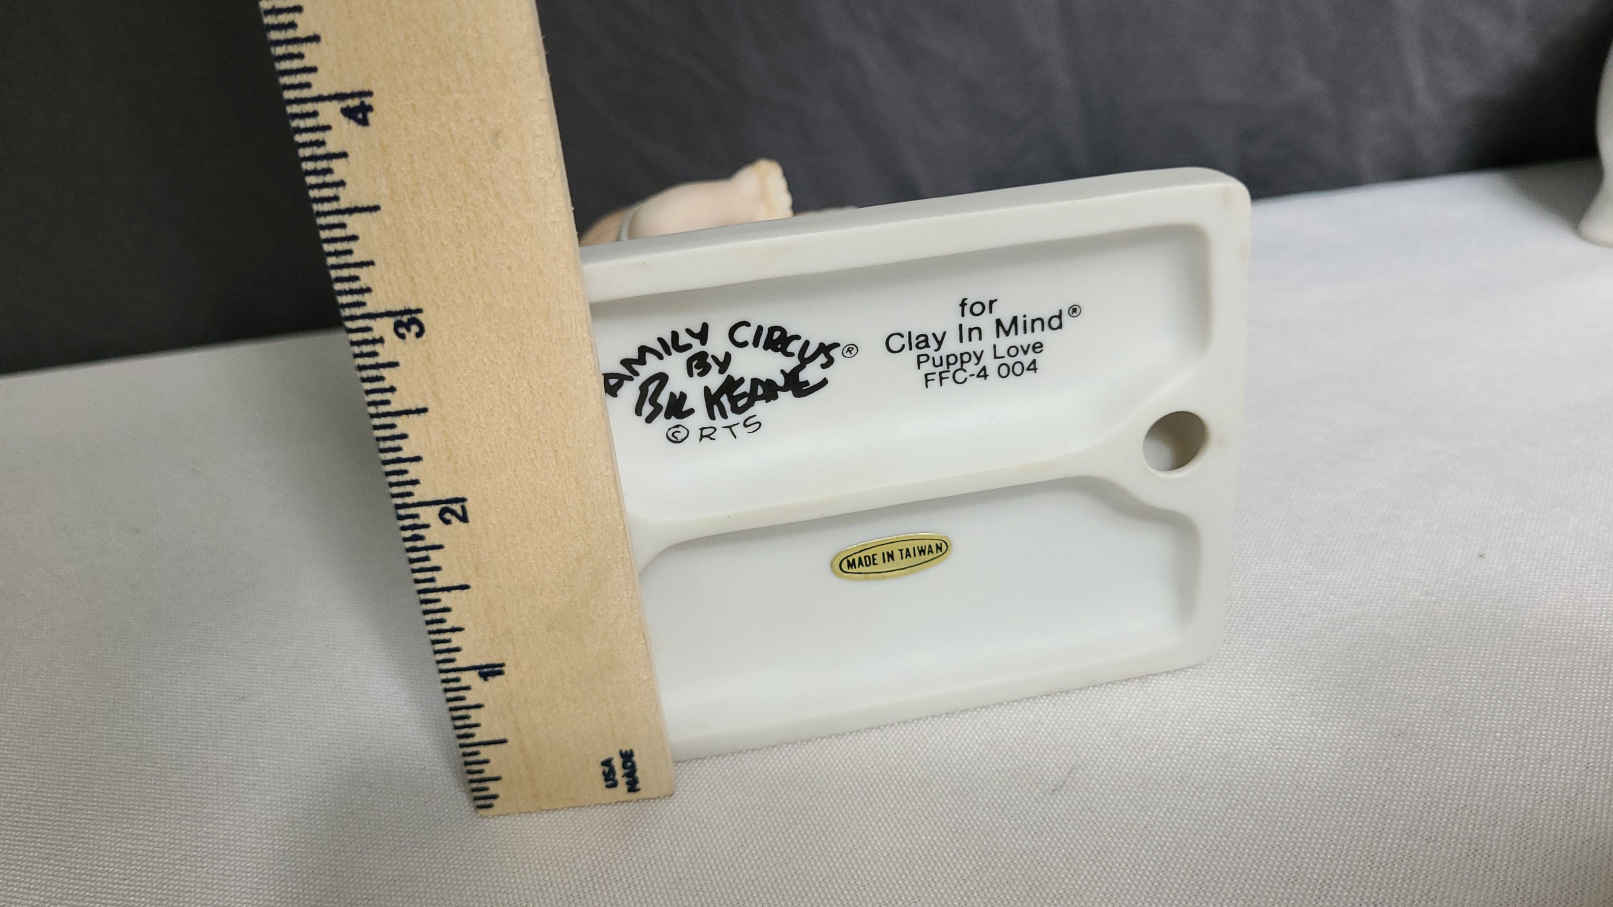 AMILY CIRCUS®
BY
BIL KEANE
© RTS
for
Clay In Mind®
Puppy Love
FFC-4 004
MADE IN TAIWAN
4
3
2
1
USA
MADE